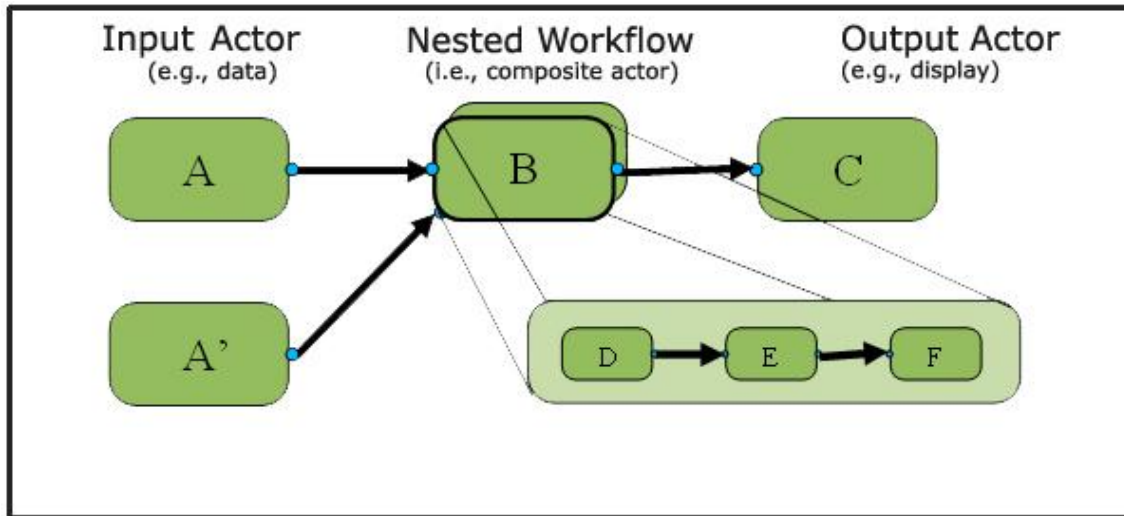 Input Actor
(e.g., data)
Nested Workflow
(i.e., composite actor)
Output Actor
(e.g., display)
A
B
C
A’
D
E
F